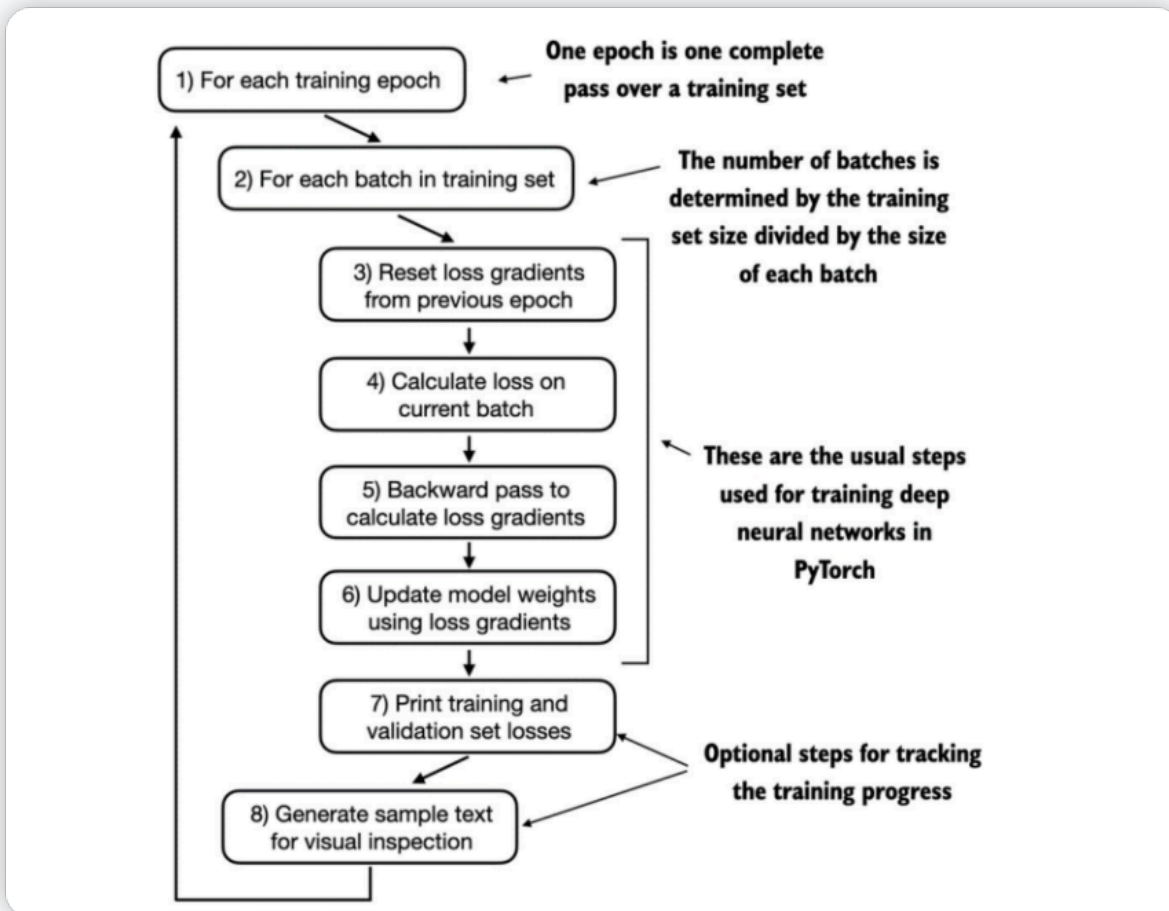 1) For each training epoch
One epoch is one complete
pass over a training set
2) For each batch in training set
The number of batches is
determined by the training
set size divided by the size
of each batch
3) Reset loss gradients
from previous epoch
4) Calculate loss on
current batch
5) Backward pass to
calculate loss gradients
These are the usual steps
used for training deep
neural networks in
PyTorch
6) Update model weights
using loss gradients
7) Print training and
validation set losses
Optional steps for tracking
the training progress
8) Generate sample text
for visual inspection